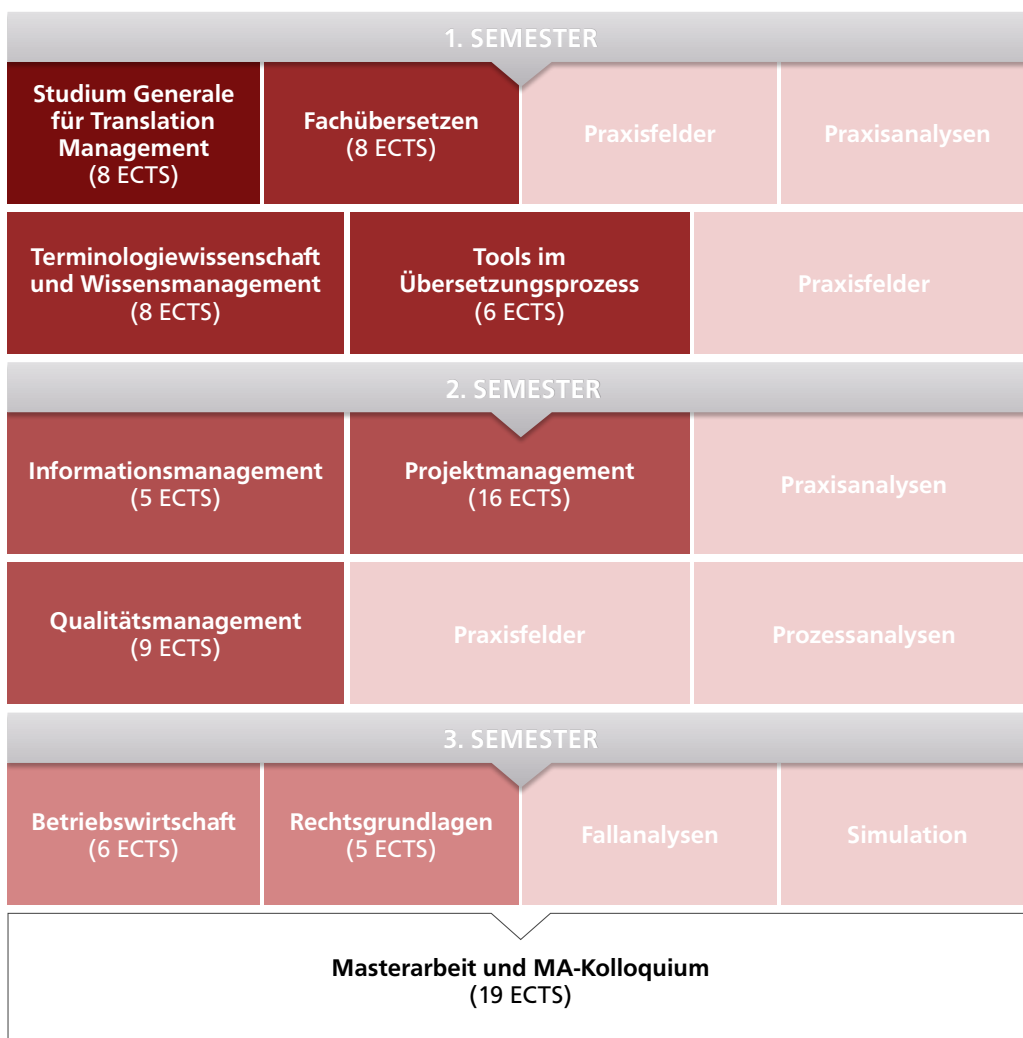 1. SEMESTER
Studium Generale
für Translation
Management
(8 ECTS)
Fachübersetzen
(8 ECTS)
Praxisfelder
Praxisanalysen
Terminologiewissenschaft
und Wissensmanagement
(8 ECTS)
Tools im
Übersetzungsprozess
(6 ECTS)
Praxisfelder
2. SEMESTER
Informationsmanagement
(5 ECTS)
Projektmanagement
(16 ECTS)
Praxisanalysen
Qualitätsmanagement
(9 ECTS)
Praxisfelder
Prozessanalysen
3. SEMESTER
Betriebswirtschaft
(6 ECTS)
Rechtsgrundlagen
(5 ECTS)
Fallanalysen
Simulation
Masterarbeit und MA-Kolloquium
(19 ECTS)